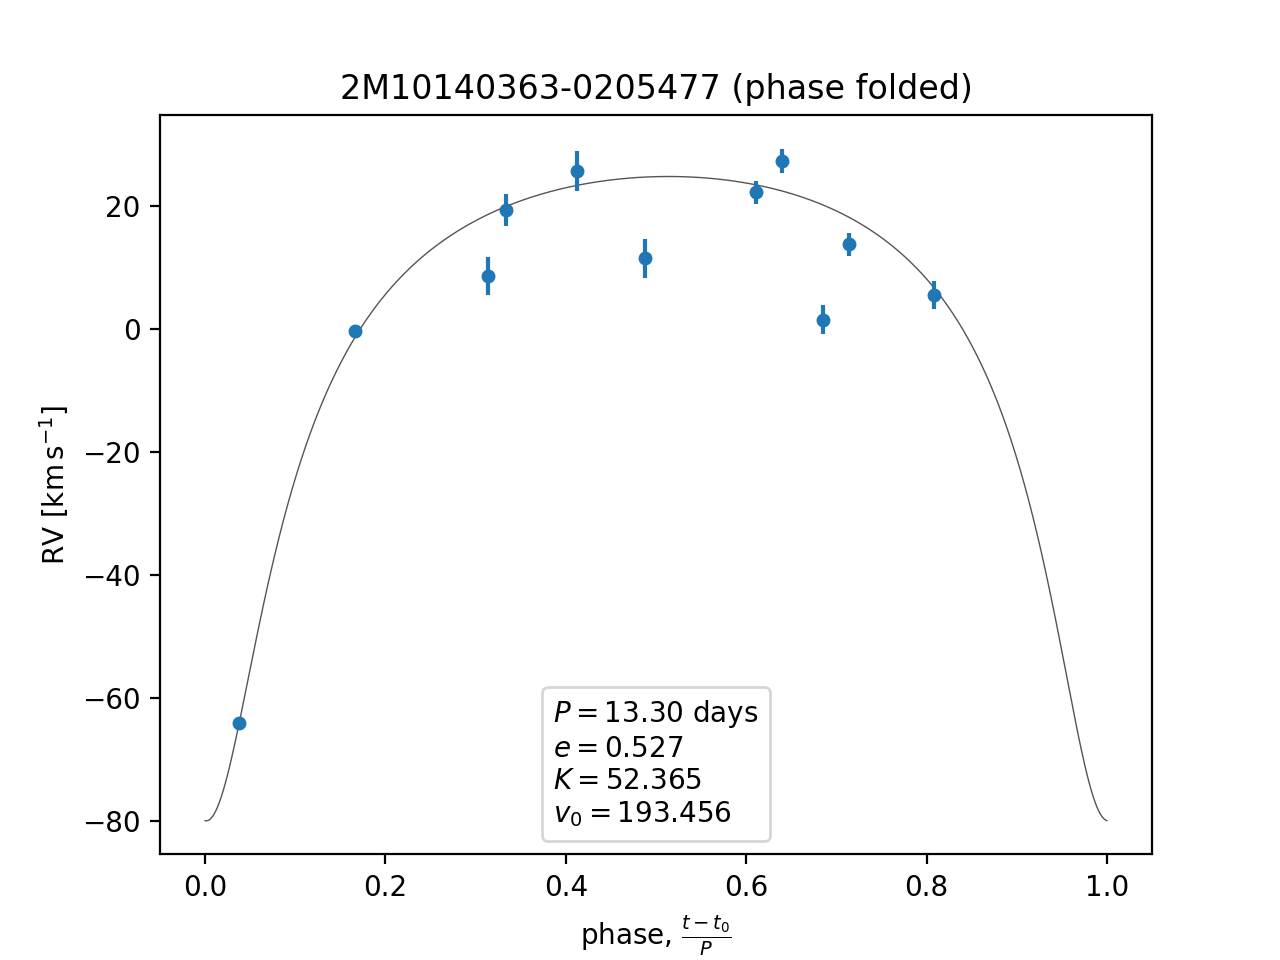 2M10140363-0205477 (phase folded)
20
0
−20
−40
−60
−80
RV [km s⁻¹]
P = 13.30 days
e = 0.527
K = 52.365
v₀ = 193.456
0.0 0.2 0.4 0.6 0.8 1.0
phase, (t − t₀)/P